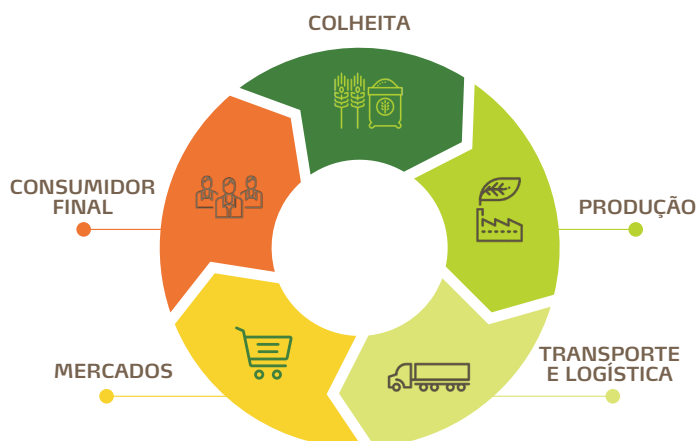 COLHEITA
PRODUÇÃO
TRANSPORTE
E LOGÍSTICA
MERCADOS
CONSUMIDOR
FINAL